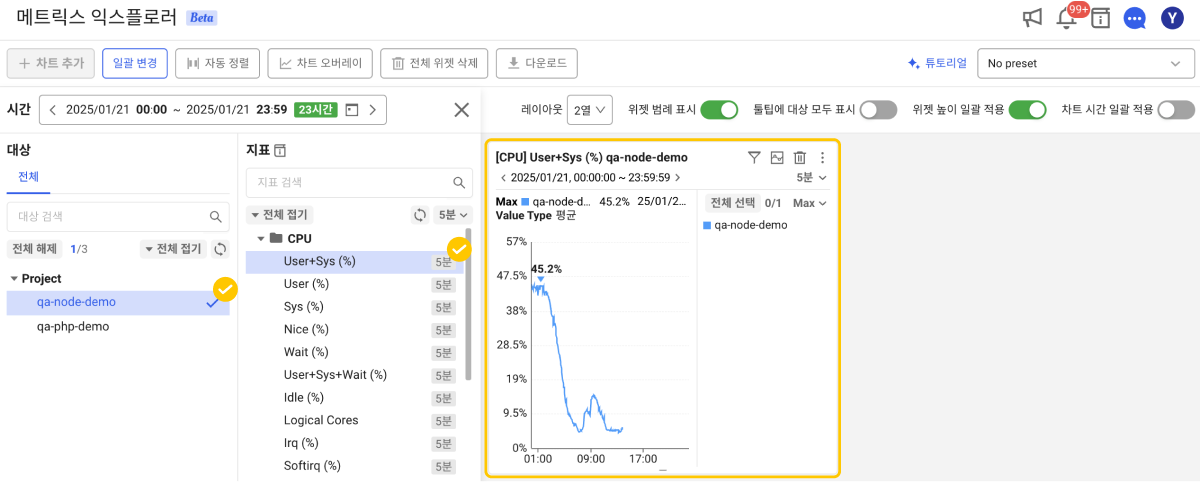 메트릭스 익스플로러 Beta
99+
Y
+ 차트 추가
일괄 변경
자동 정렬
차트 오버레이
전체 위젯 삭제
다운로드
튜토리얼
No preset
시간
2025/01/21 00:00 ~ 2025/01/21 23:59 23시간
레이아웃 2열
위젯 범례 표시
툴팁에 대상 모두 표시
위젯 높이 일괄 적용
차트 시간 일괄 적용
대상
전체
대상 검색
전체 해제 1/3 전체 접기
Project
qa-node-demo
qa-php-demo
지표
지표 검색
전체 접기 5분
CPU
User+Sys (%) 5분
User (%) 5분
Sys (%) 5분
Nice (%) 5분
Wait (%) 5분
User+Sys+Wait (%) 5분
Idle (%) 5분
Logical Cores 5분
Irq (%) 5분
Softirq (%) 5분
[CPU] User+Sys (%) qa-node-demo
2025/01/21, 00:00:00 ~ 23:59:59 5분
Max qa-node-d... 45.2% 25/01/2...
Value Type 평균
57%
47.5%
45.2%
38%
28.5%
19%
9.5%
0%
01:00 09:00 17:00
전체 선택 0/1 Max
qa-node-demo